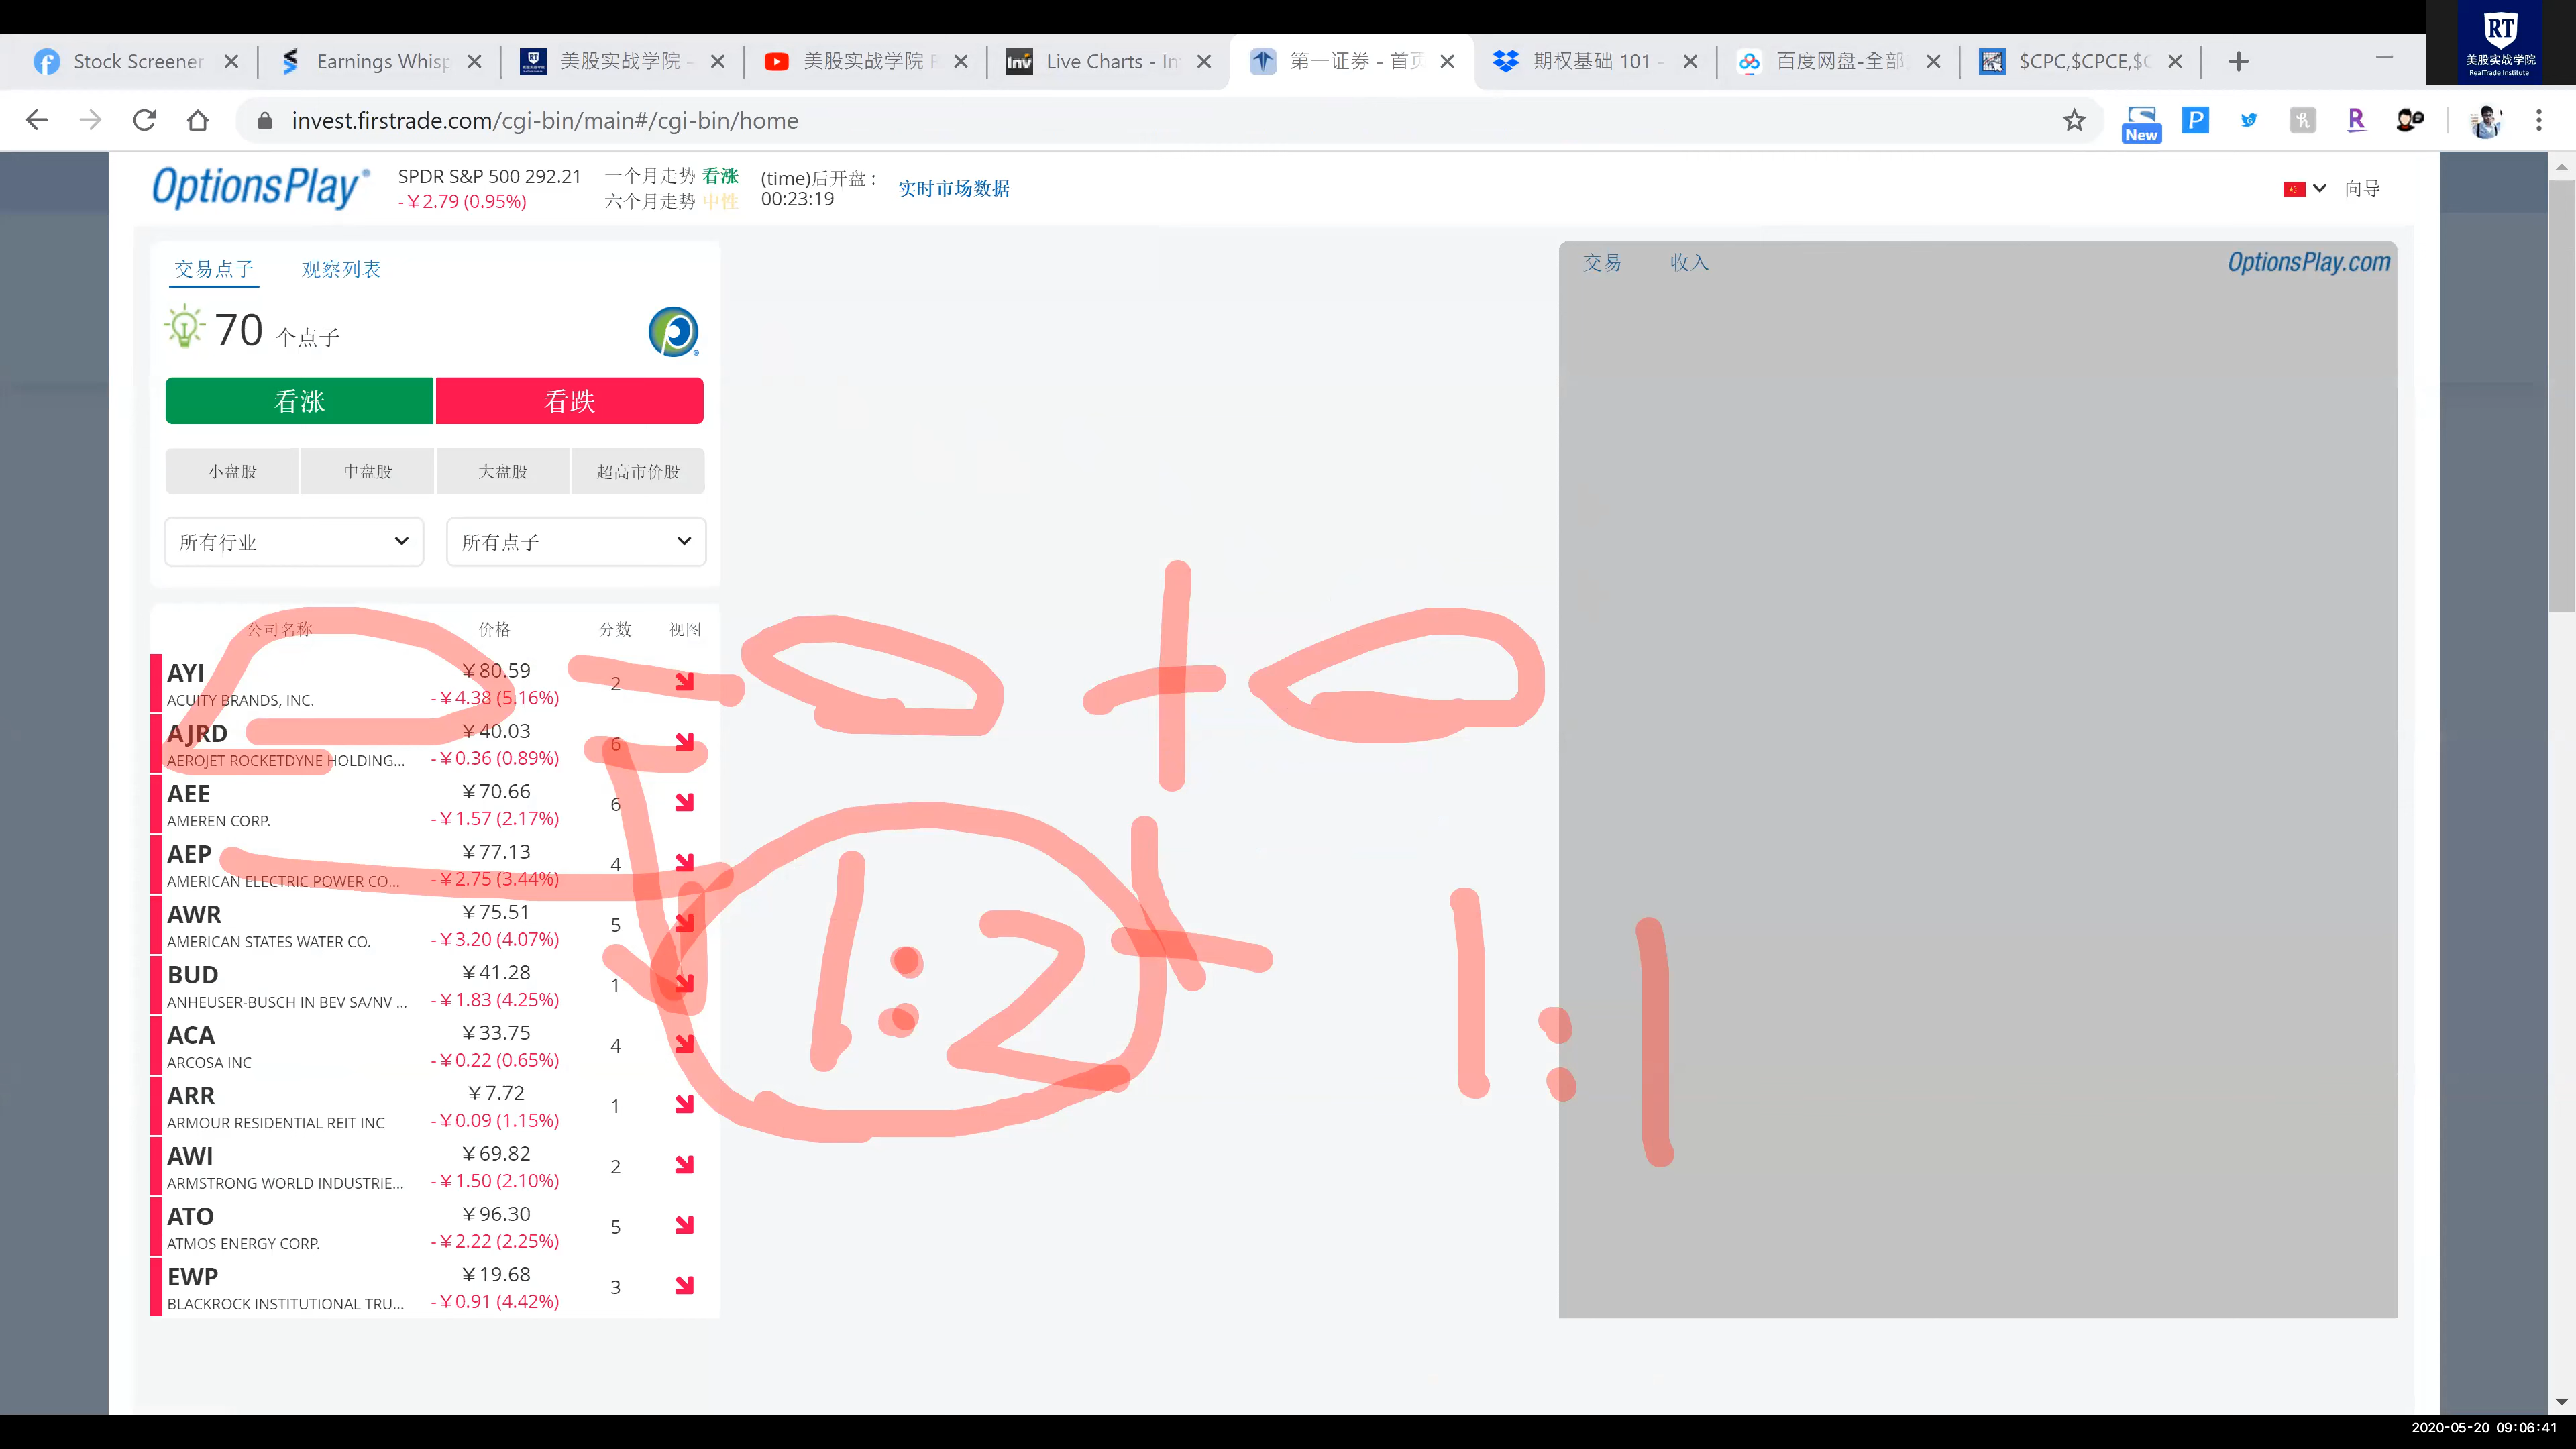 RT
美股实战学院
RealTrade Institute
Stock Screener
Earnings Whisp
美股实战学院 -
美股实战学院 R
Inv
Live Charts - In
第一证券 - 首页
期权基础 101 -
百度网盘-全部
$CPC,$CPCE,$C
invest.firstrade.com/cgi-bin/main#/cgi-bin/home
New
OptionsPlay®
SPDR S&P 500 292.21
-￥2.79 (0.95%)
一个月走势 看涨
六个月走势 中性
(time)后开盘 :
00:23:19
实时市场数据
向导
交易点子
观察列表
70 个点子
看涨
看跌
小盘股
中盘股
大盘股
超高市价股
所有行业
所有点子
公司名称 价格 分数 视图
AYI ￥80.59 2
ACUITY BRANDS, INC. -￥4.38 (5.16%)
AJRD ￥40.03 6
AEROJET ROCKETDYNE HOLDING... -￥0.36 (0.89%)
AEE ￥70.66 6
AMEREN CORP. -￥1.57 (2.17%)
AEP ￥77.13 4
AMERICAN ELECTRIC POWER CO... -￥2.75 (3.44%)
AWR ￥75.51 5
AMERICAN STATES WATER CO. -￥3.20 (4.07%)
BUD ￥41.28 1
ANHEUSER-BUSCH IN BEV SA/NV ... -￥1.83 (4.25%)
ACA ￥33.75 4
ARCOSA INC -￥0.22 (0.65%)
ARR ￥7.72 1
ARMOUR RESIDENTIAL REIT INC -￥0.09 (1.15%)
AWI ￥69.82 2
ARMSTRONG WORLD INDUSTRIE... -￥1.50 (2.10%)
ATO ￥96.30 5
ATMOS ENERGY CORP. -￥2.22 (2.25%)
EWP ￥19.68 3
BLACKROCK INSTITUTIONAL TRU... -￥0.91 (4.42%)
交易
收入
OptionsPlay.com
+
1:2 + 1:1
2020-05-20 09:06:41